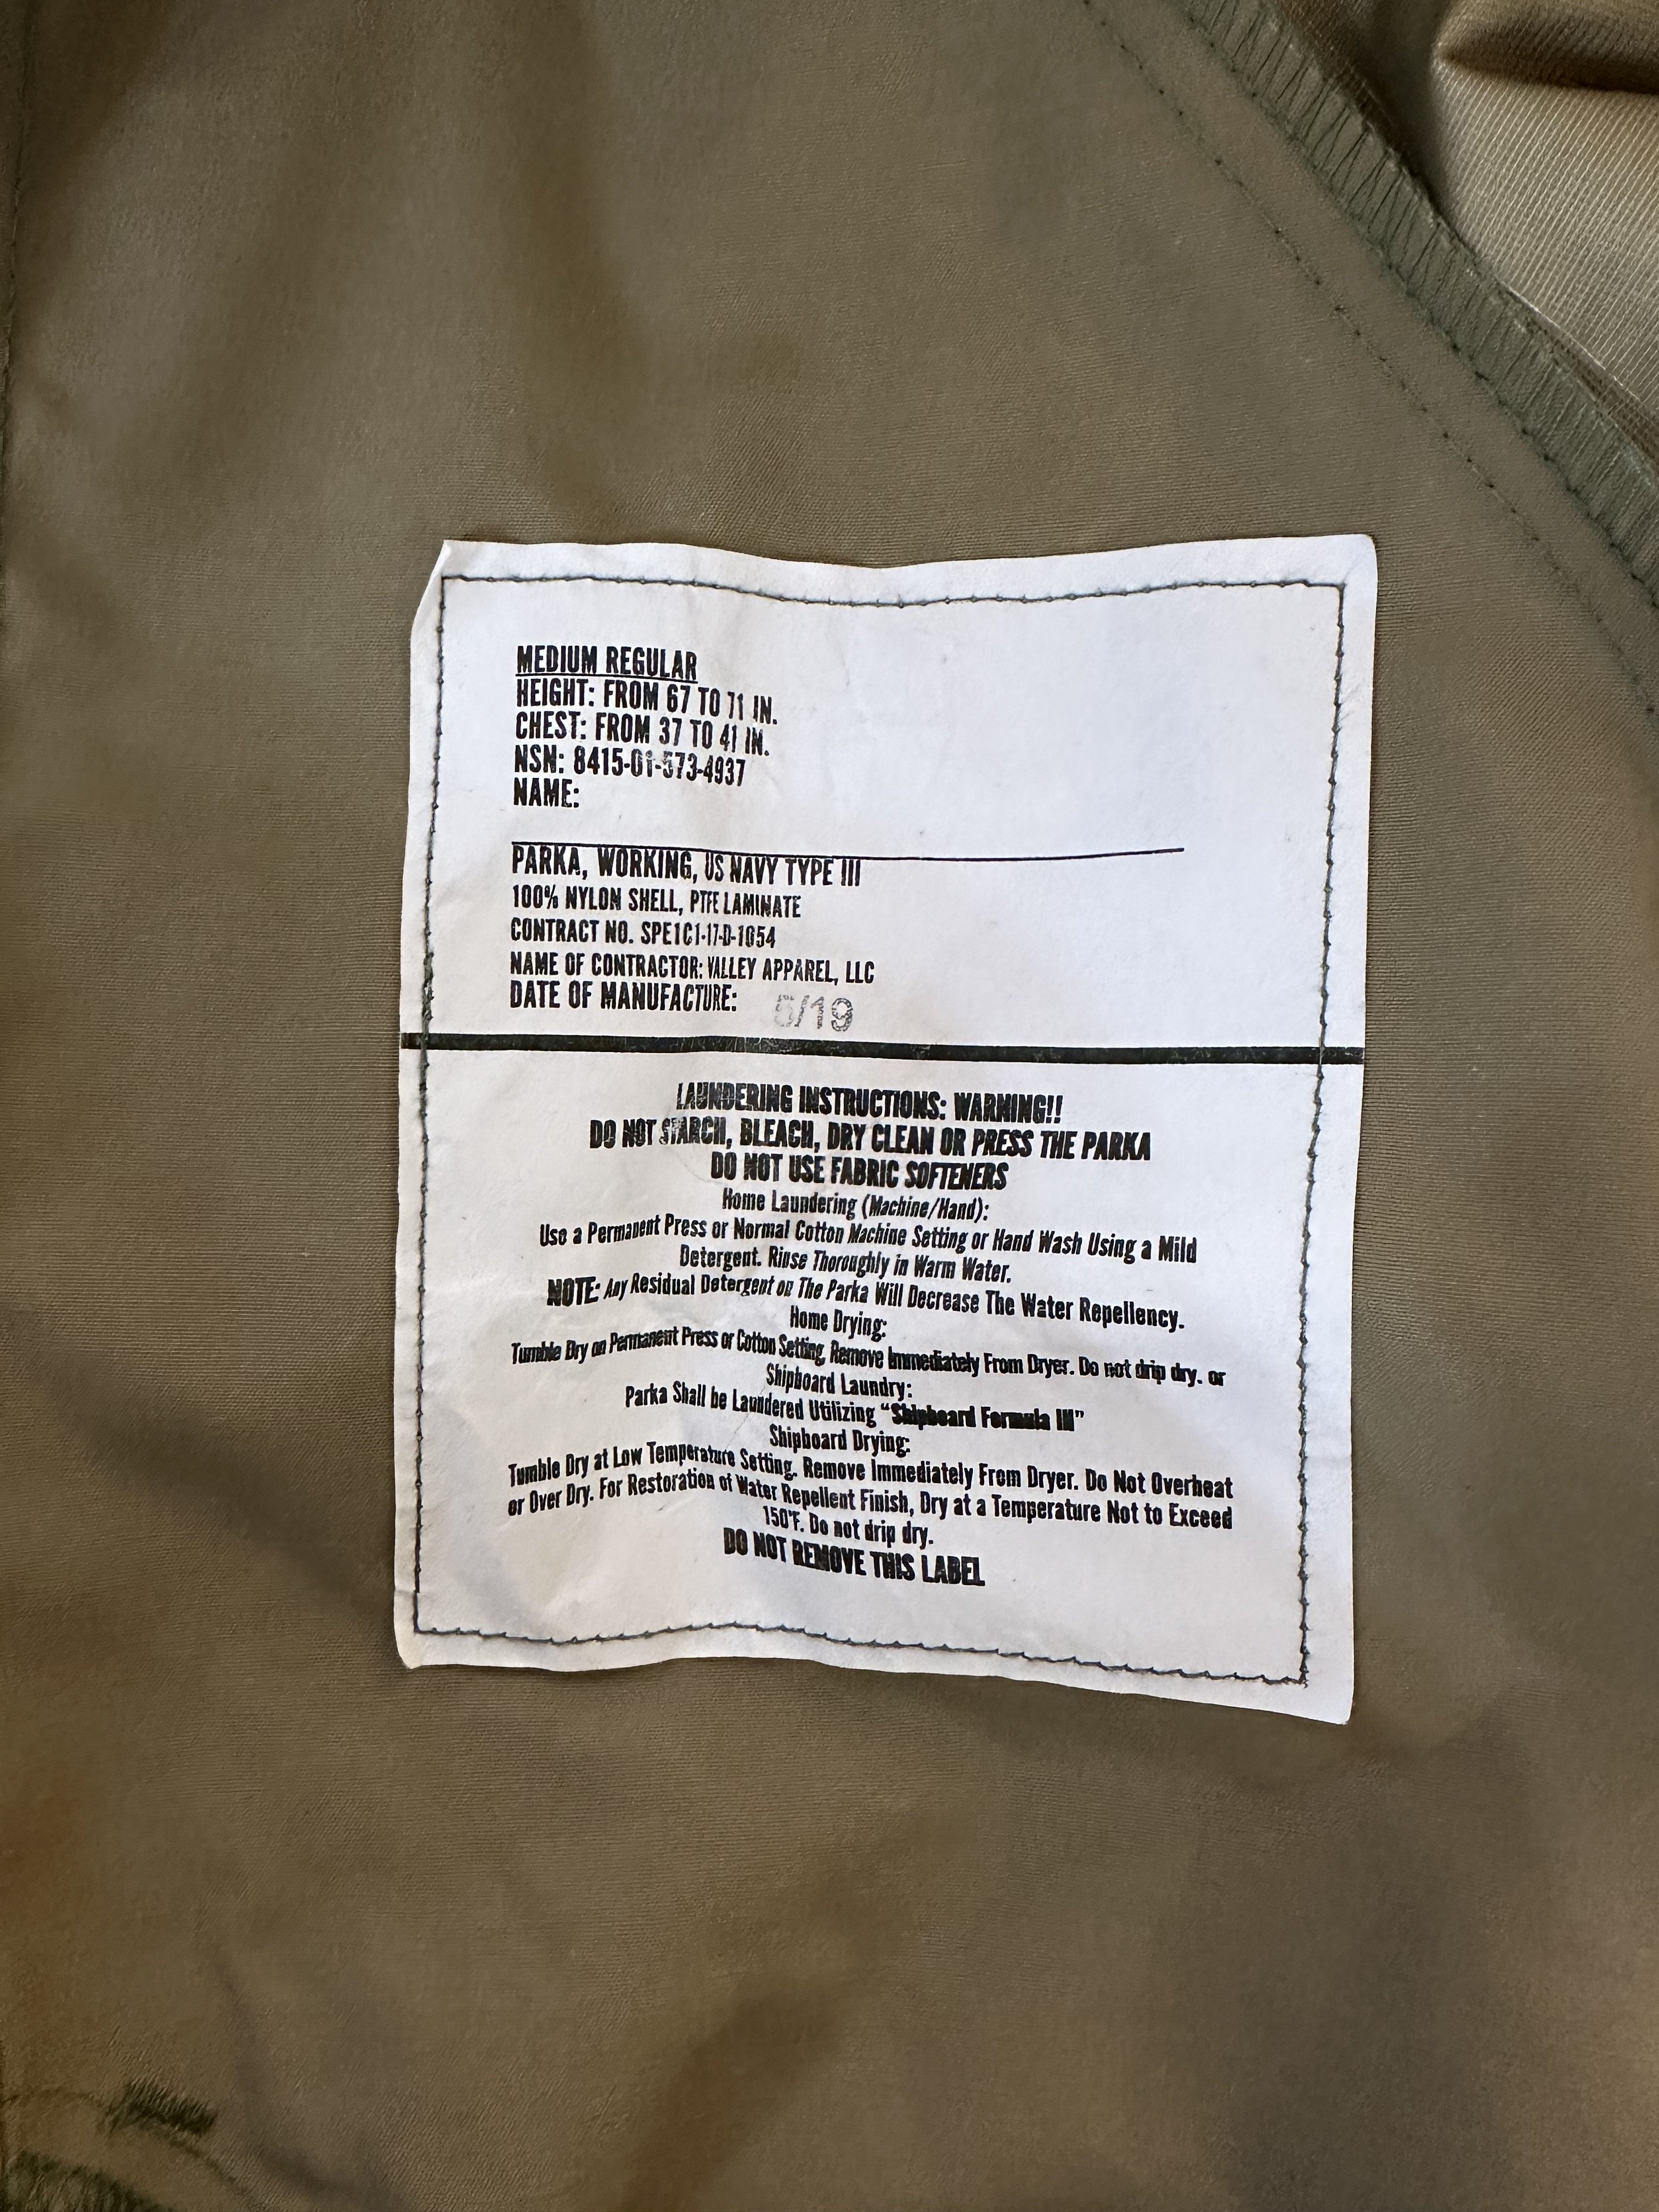 MEDIUM REGULAR
HEIGHT: FROM 67 TO 71 IN.
CHEST: FROM 37 TO 41 IN.
NSN: 8415-01-573-4937
NAME:
PARKA, WORKING, US NAVY TYPE III
100% NYLON SHELL, PTFE LAMINATE
CONTRACT NO. SPE1C1-17-D-1054
NAME OF CONTRACTOR: VALLEY APPAREL, LLC
DATE OF MANUFACTURE: 5/19
LAUNDERING INSTRUCTIONS: WARNING!!
DO NOT STARCH, BLEACH, DRY CLEAN OR PRESS THE PARKA
DO NOT USE FABRIC SOFTENERS
Home Laundering (Machine/Hand):
Use a Permanent Press or Normal Cotton Machine Setting or Hand Wash Using a Mild
Detergent. Rinse Thoroughly in Warm Water.
NOTE: Any Residual Detergent on The Parka Will Decrease The Water Repellency.
Home Drying:
Tumble Dry on Permanent Press or Cotton Setting. Remove Immediately From Dryer. Do not drip dry. or
Shipboard Laundry:
Parka Shall be Laundered Utilizing “Shipboard Formula III”
Shipboard Drying:
Tumble Dry at Low Temperature Setting. Remove Immediately From Dryer. Do Not Overheat
or Over Dry. For Restoration of Water Repellent Finish, Dry at a Temperature Not to Exceed
150°F. Do not drip dry.
DO NOT REMOVE THIS LABEL